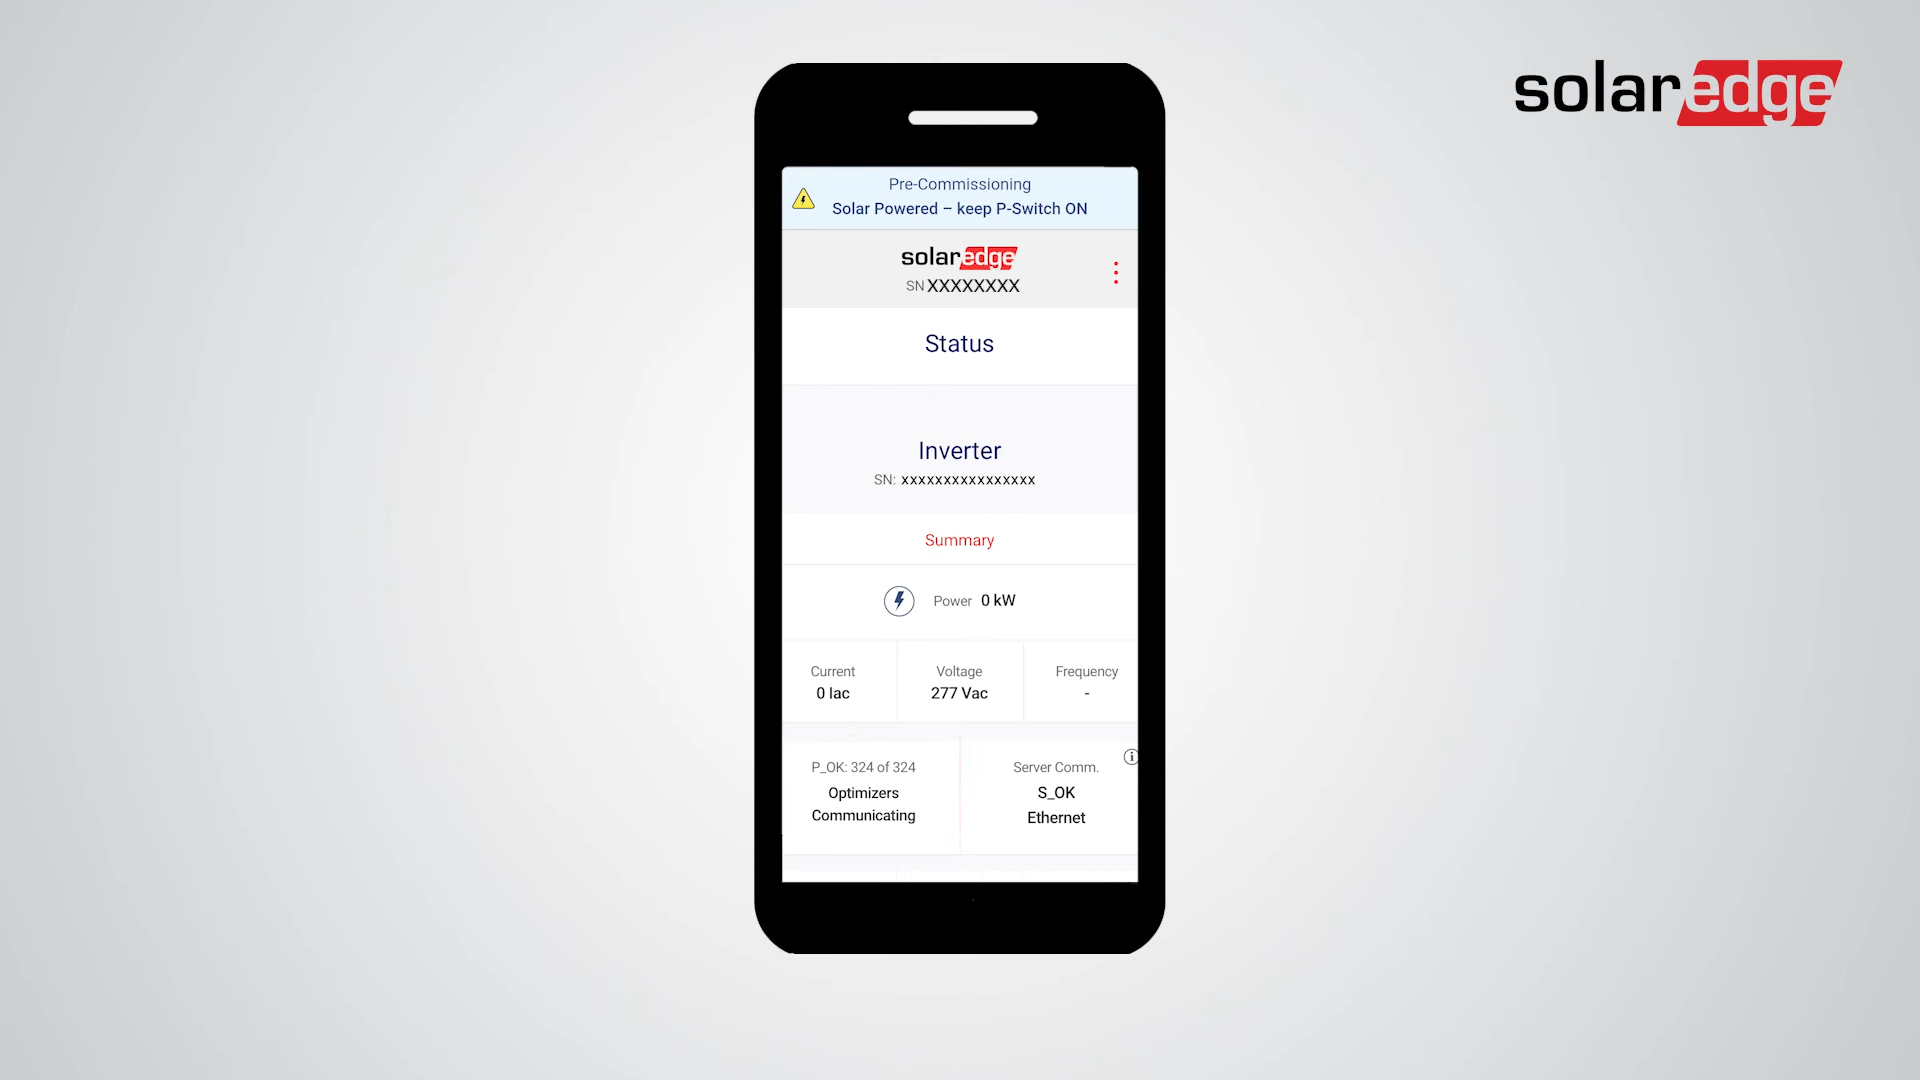 solaredge
Pre-Commissioning
Solar Powered – keep P-Switch ON
solaredge
SN XXXXXXXX
Status
Inverter
SN: xxxxxxxxxxxxxxxx
Summary
Power 0 kW
Current Voltage Frequency
0 Iac 277 Vac -
P_OK: 324 of 324
Optimizers
Communicating
Server Comm.
S_OK
Ethernet